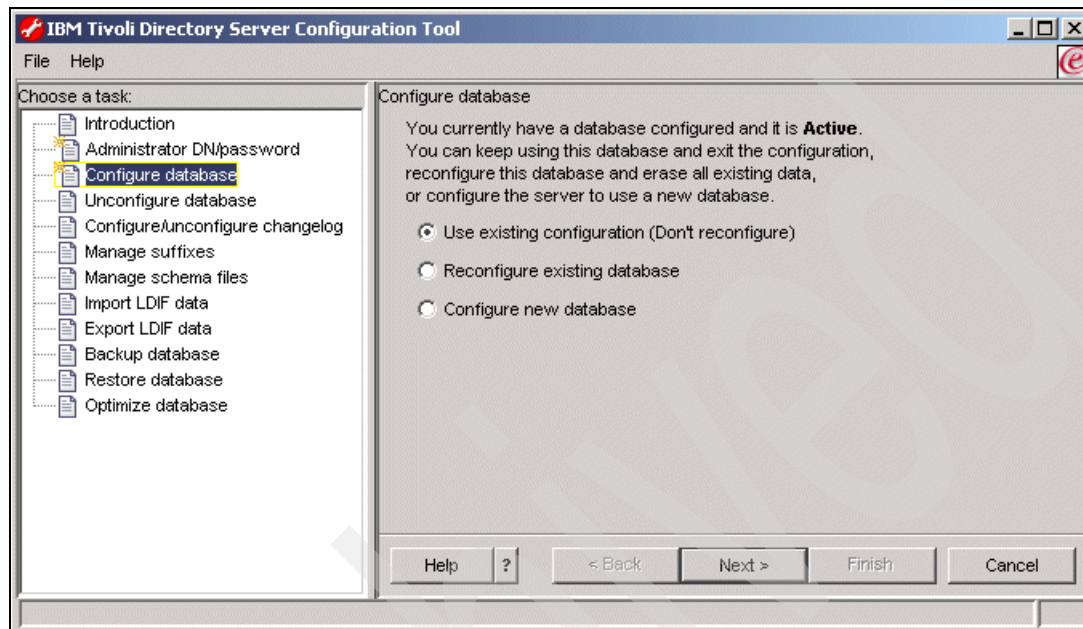 IBM Tivoli Directory Server Configuration Tool
File Help
Choose a task:
Introduction
Administrator DN/password
Configure database
Unconfigure database
Configure/unconfigure changelog
Manage suffixes
Manage schema files
Import LDIF data
Export LDIF data
Backup database
Restore database
Optimize database
Configure database
You currently have a database configured and it is Active.
You can keep using this database and exit the configuration,
reconfigure this database and erase all existing data,
or configure the server to use a new database.
Use existing configuration (Don't reconfigure)
Reconfigure existing database
Configure new database
Help ? < Back Next > Finish Cancel